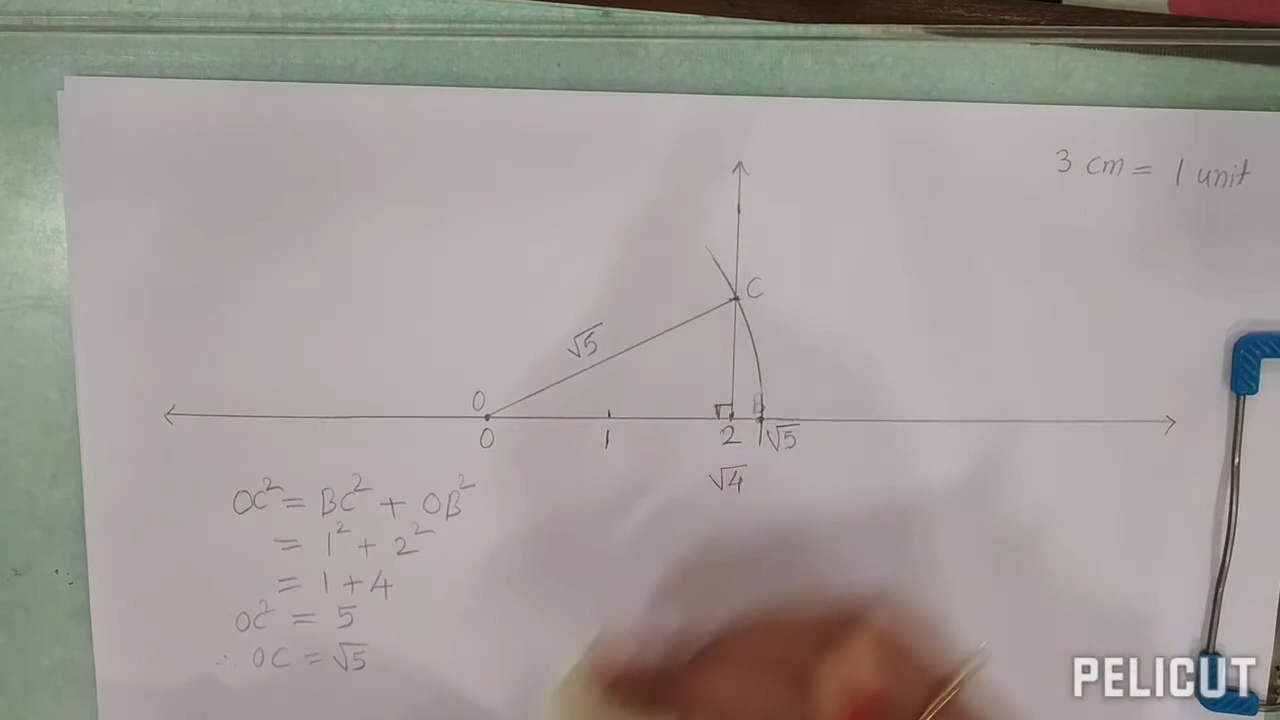 3 cm = 1 unit
C
√5
O
B
0 1 2 √5
√4
OC² = BC² + OB²
= 1² + 2²
= 1 + 4
OC² = 5
∴ OC = √5
PELICUT